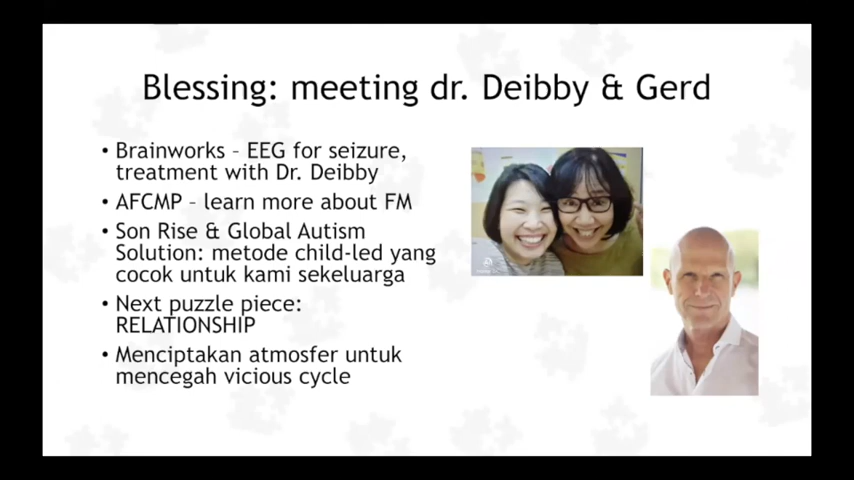 Blessing: meeting dr. Deibby & Gerd
• Brainworks – EEG for seizure,
treatment with Dr. Deibby
• AFCMP – learn more about FM
• Son Rise & Global Autism
Solution: metode child-led yang
cocok untuk kami sekeluarga
• Next puzzle piece:
RELATIONSHIP
• Menciptakan atmosfer untuk
mencegah vicious cycle